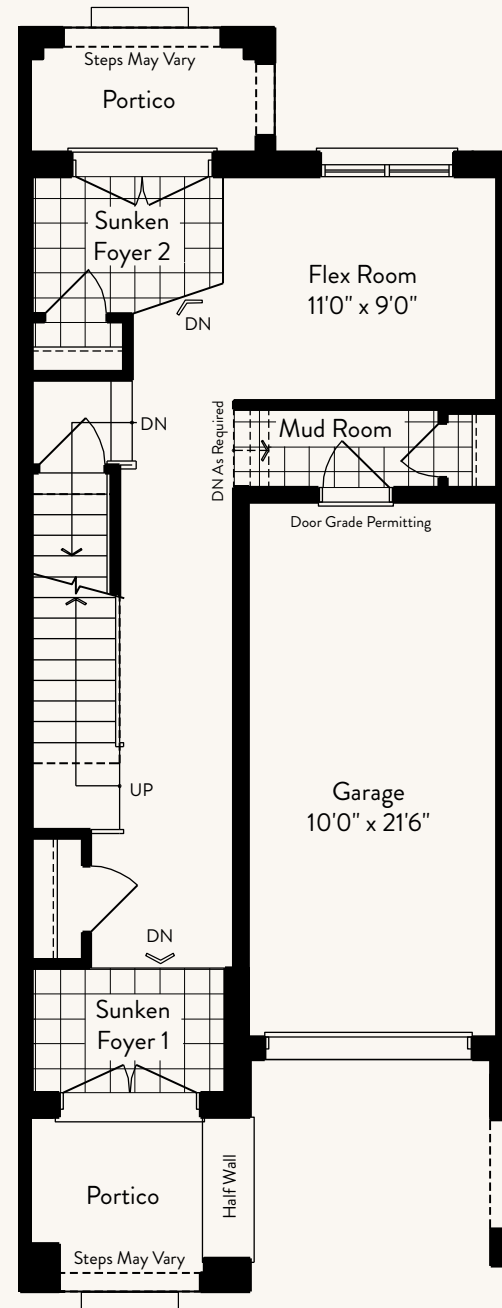 Steps May Vary
Portico
Sunken
Foyer 2
Flex Room
11'0" x 9'0"
DN
DN
DN As Required
Mud Room
Door Grade Permitting
UP
Garage
10'0" x 21'6"
DN
Sunken
Foyer 1
Half Wall
Portico
Steps May Vary